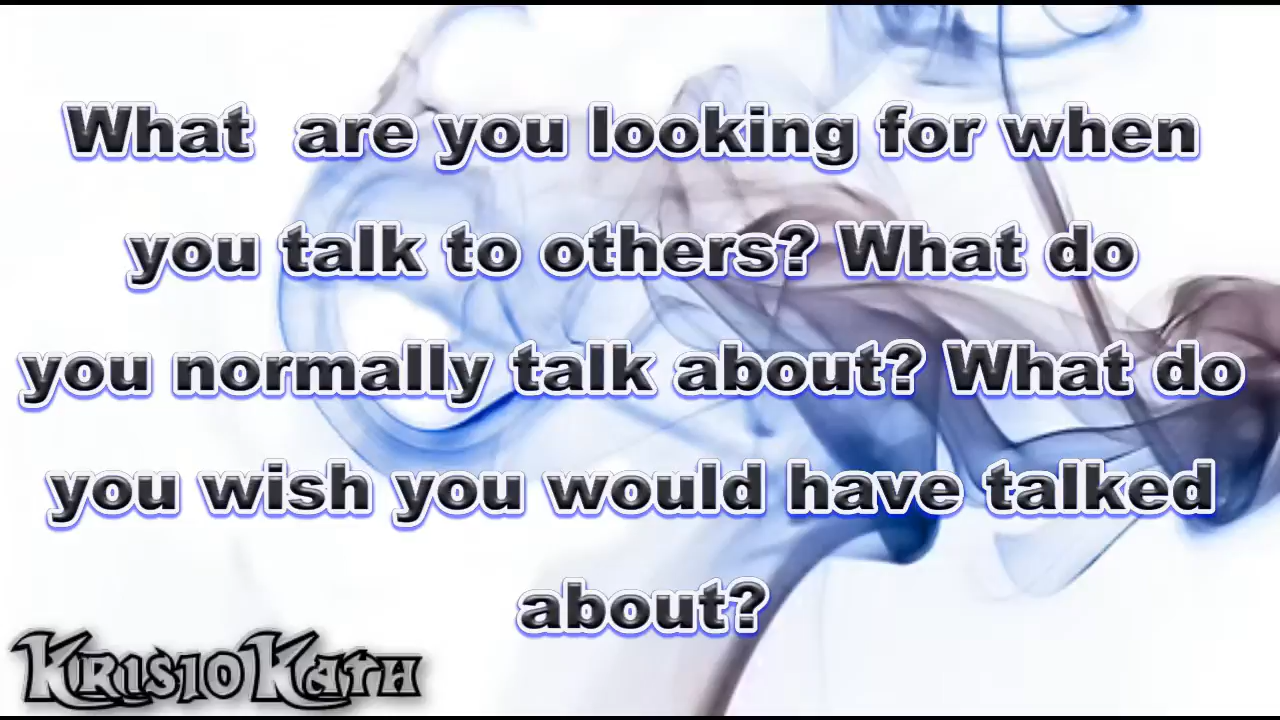 What are you looking for when
you talk to others? What do
you normally talk about? What do
you wish you would have talked
about?
KRIS10KATH